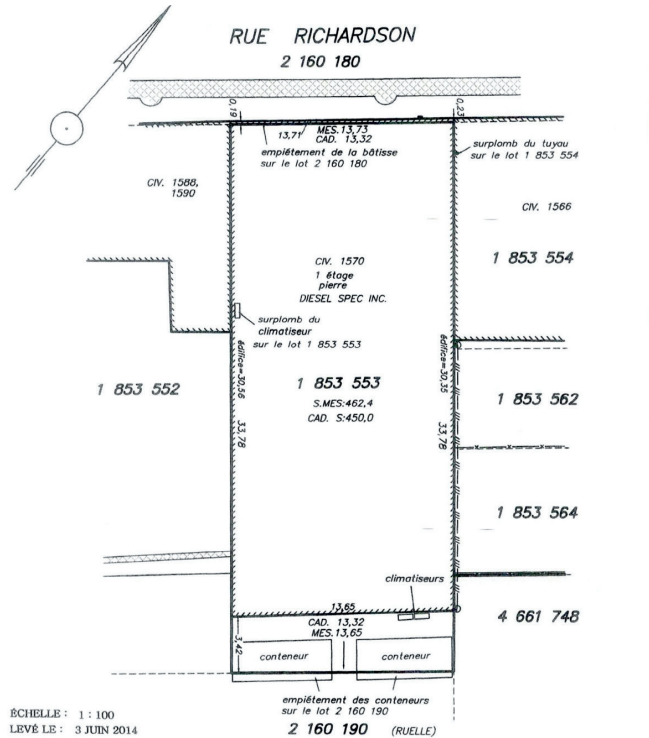 RUE RICHARDSON
2 160 180
0,19
0,23
13,71
MES.13,73
CAD. 13,32
empiétement de la bâtisse
sur le lot 2 160 180
surplomb du tuyau
sur le lot 1 853 554
CIV. 1588,
1590
CIV. 1566
CIV. 1570
1 étage
pierre
DIESEL SPEC INC.
1 853 554
surplomb du
climatiseur
sur le lot 1 853 553
édifice=30,56
édifice=30,35
1 853 552
1 853 553
S.MES:462,4
CAD. S:450,0
33,78
33,78
1 853 562
1 853 564
climatiseurs
13,65
CAD. 13,32
MES.13,65
3,42
4 661 748
conteneur
conteneur
empiétement des conteneurs
sur le lot 2 160 190
2 160 190 (RUELLE)
ÉCHELLE : 1 : 100
LEVÉ LE : 3 JUIN 2014